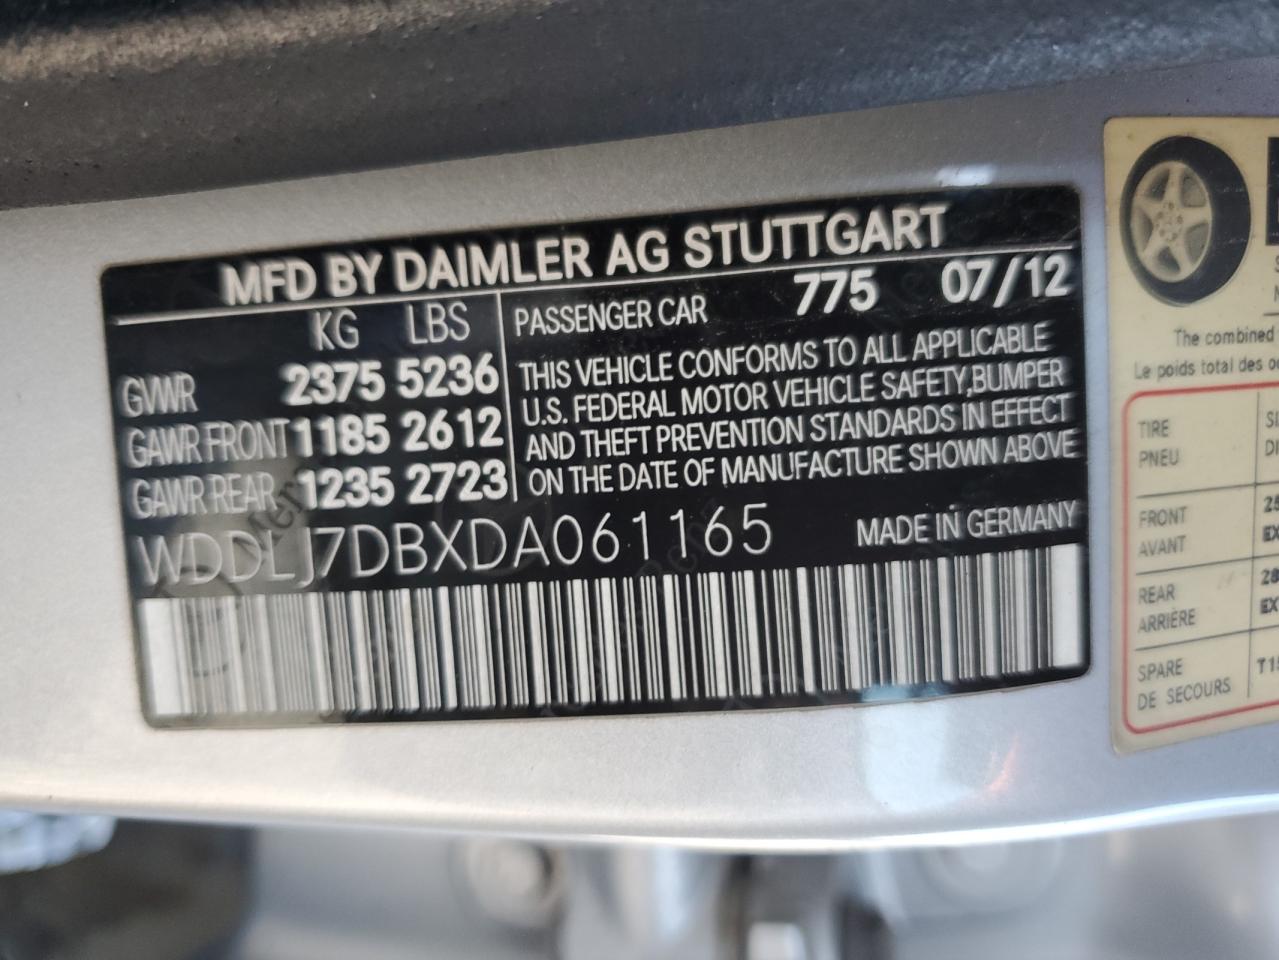 MFD BY DAIMLER AG STUTTGART
KG LBS
GVWR 2375 5236
GAWR FRONT 1185 2612
GAWR REAR 1235 2723
PASSENGER CAR 775 07/12
THIS VEHICLE CONFORMS TO ALL APPLICABLE
U.S. FEDERAL MOTOR VEHICLE SAFETY,BUMPER
AND THEFT PREVENTION STANDARDS IN EFFECT
ON THE DATE OF MANUFACTURE SHOWN ABOVE
WDDLJ7DBXDA061165 MADE IN GERMANY
The combined
Le poids total des
TIRE
PNEU
FRONT
AVANT
REAR
ARRIÈRE
SPARE
DE SECOURS